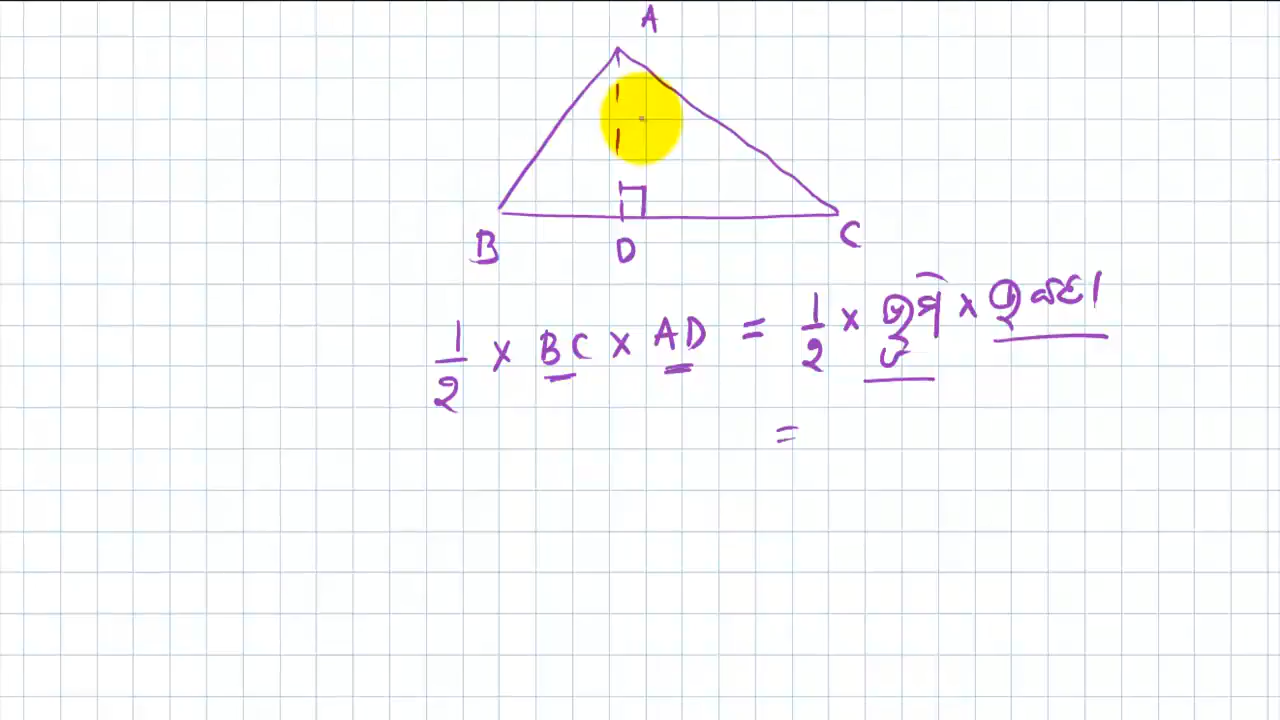 A
B D C
1/2 × BC × AD = 1/2 × ଭୂମି × ଉଚ୍ଚତା
=